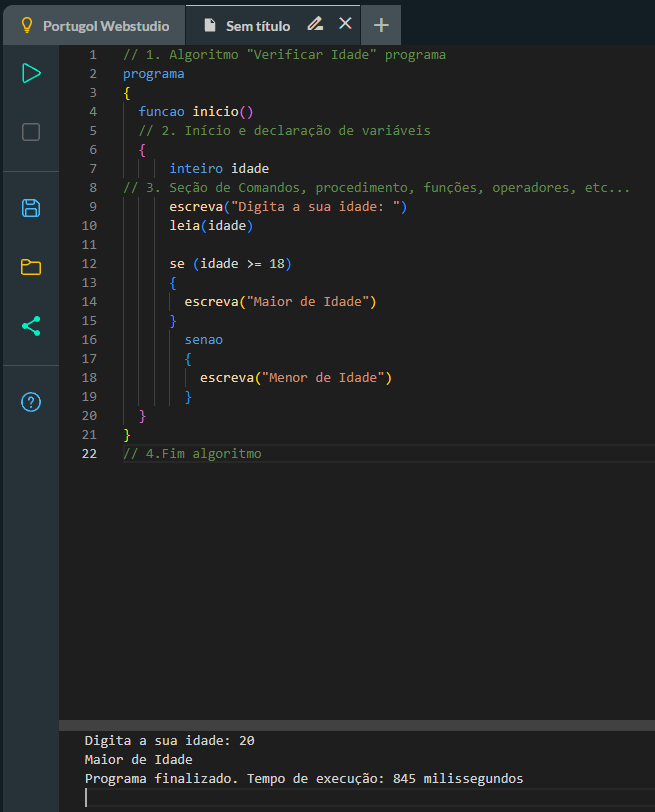 Portugol Webstudio
Sem título
1 // 1. Algoritmo "Verificar Idade" programa
2 programa
3 {
4 funcao inicio()
5 // 2. Início e declaração de variáveis
6 {
7 inteiro idade
8 // 3. Seção de Comandos, procedimento, funções, operadores, etc...
9 escreva("Digita a sua idade: ")
10 leia(idade)
11
12 se (idade >= 18)
13 {
14 escreva("Maior de Idade")
15 }
16 senao
17 {
18 escreva("Menor de Idade")
19 }
20 }
21 }
22 // 4.Fim algoritmo
Digita a sua idade: 20
Maior de Idade
Programa finalizado. Tempo de execução: 845 milissegundos